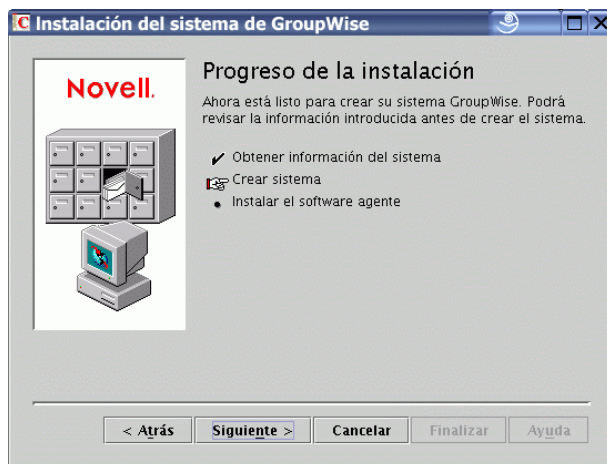 Instalación del sistema de GroupWise
Novell.
Progreso de la instalación
Ahora está listo para crear su sistema GroupWise. Podrá
revisar la información introducida antes de crear el sistema.
Obtener información del sistema
Crear sistema
Instalar el software agente
< Atrás
Siguiente >
Cancelar
Finalizar
Ayuda